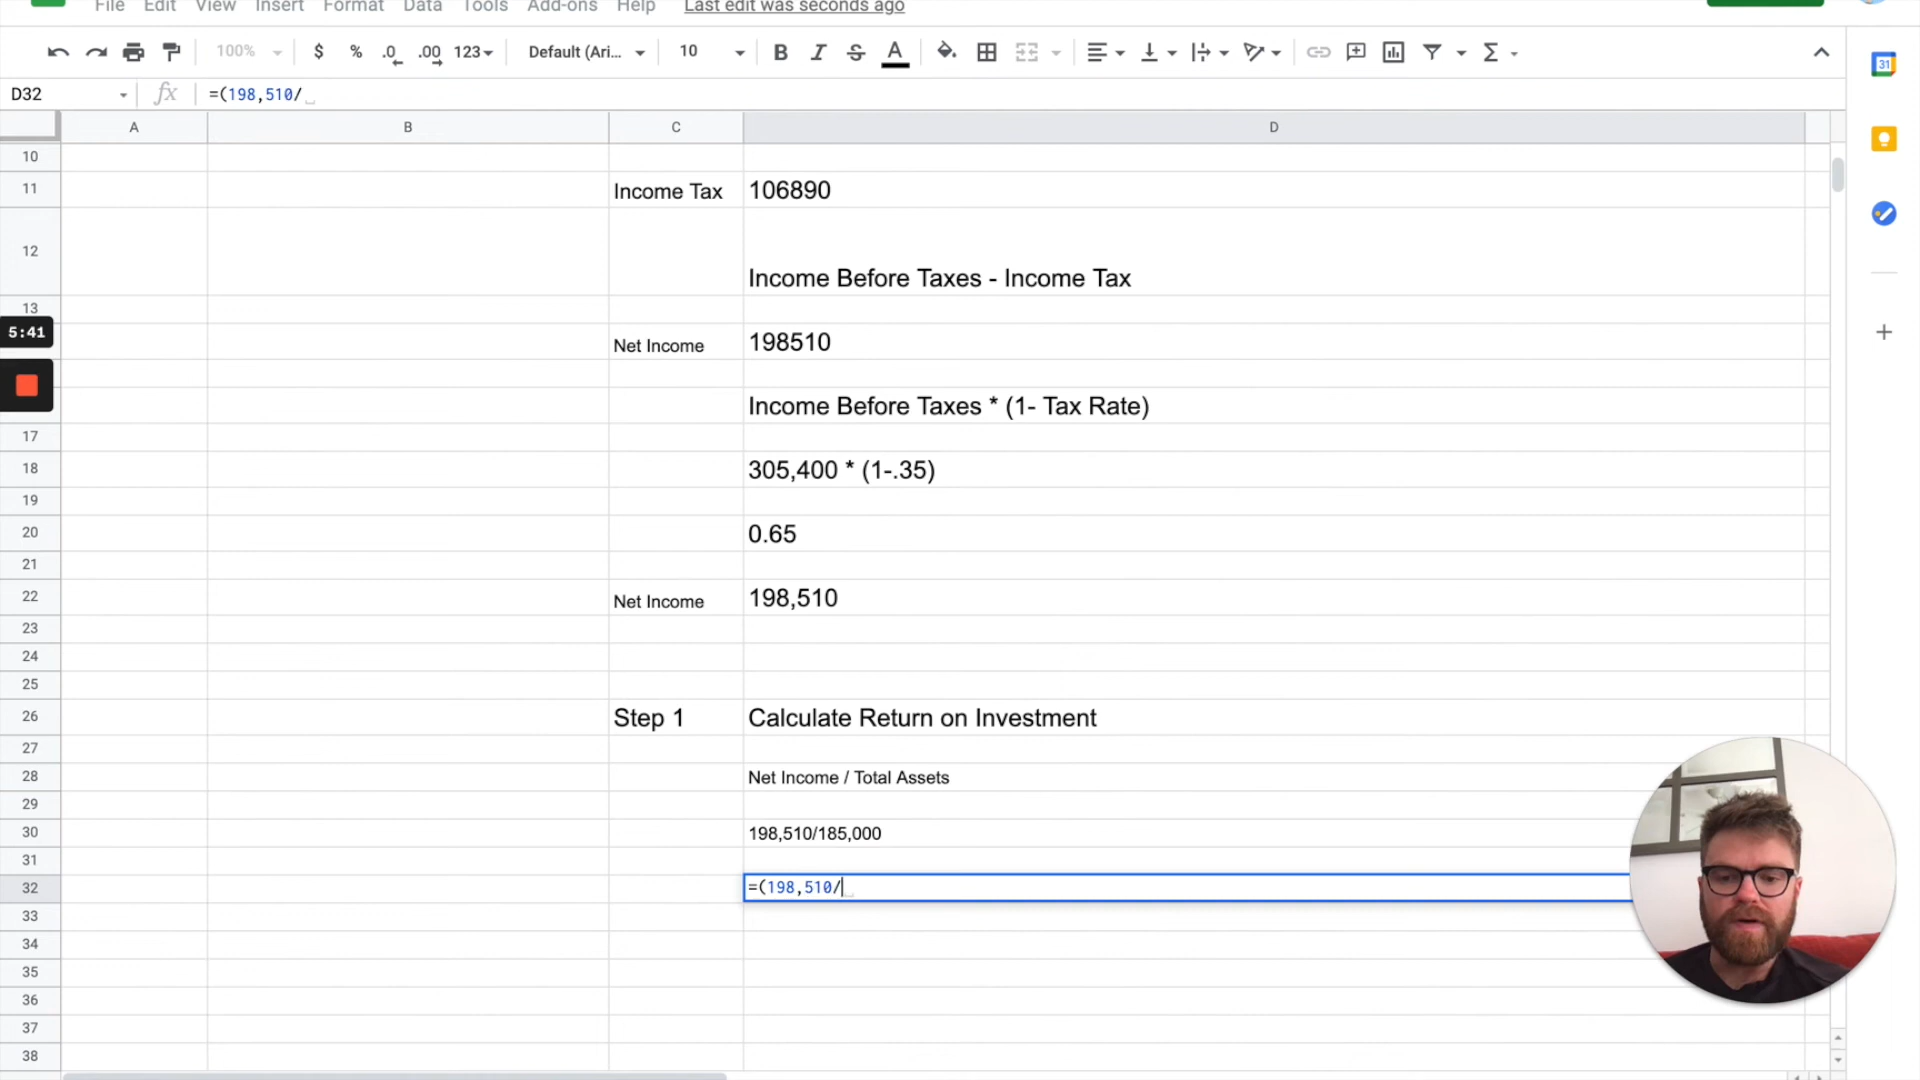 File Edit View Insert Format Data Tools Add-ons Help Last edit was seconds ago
100% $ % .0 .00 123 Default (Ari... 10 B I S A Σ
31
D32 fx =(198,510/
A B C D
10
11 Income Tax 106890
12 Income Before Taxes - Income Tax
13
5:41
Net Income 198510
Income Before Taxes * (1- Tax Rate)
17
18 305,400 * (1-.35)
19
20 0.65
21
22 Net Income 198,510
23
24
25
26 Step 1 Calculate Return on Investment
27
28 Net Income / Total Assets
29
30 198,510/185,000
31
32 =(198,510/
33
34
35
36
37
38